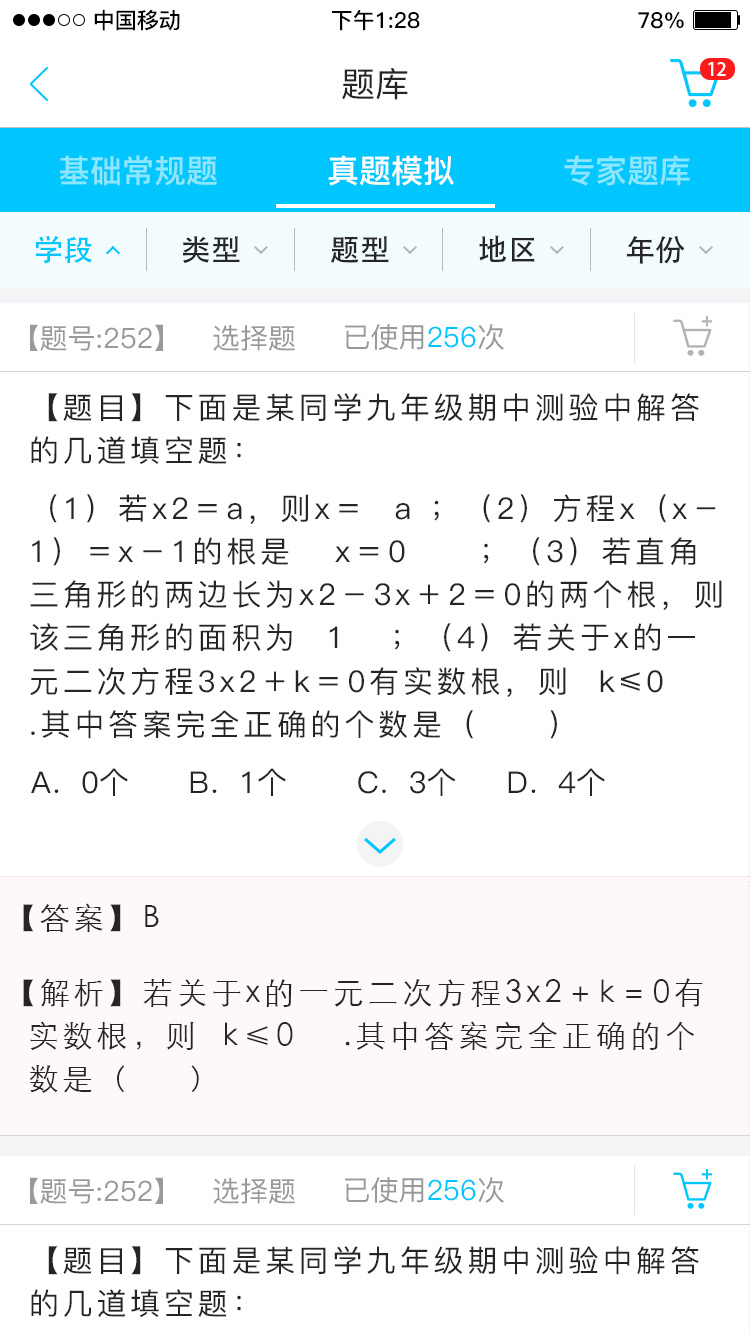 中国移动 下午1:28 78%
题库 12
基础常规题 真题模拟 专家题库
学段 类型 题型 地区 年份
【题号:252】 选择题 已使用256次
【题目】下面是某同学九年级期中测验中解答
的几道填空题：
（1）若x2＝a，则x＝ a ；（2）方程x（x－
1）＝x－1的根是 x＝0 ；（3）若直角
三角形的两边长为x2－3x＋2＝0的两个根，则
该三角形的面积为 1 ；（4）若关于x的一
元二次方程3x2＋k＝0有实数根，则 k≤0
.其中答案完全正确的个数是（ ）
A. 0个 B. 1个 C. 3个 D. 4个
【答案】B
【解析】若关于x的一元二次方程3x2＋k＝0有
实数根，则 k≤0 .其中答案完全正确的个
数是（ ）
【题号:252】 选择题 已使用256次
【题目】下面是某同学九年级期中测验中解答
的几道填空题：